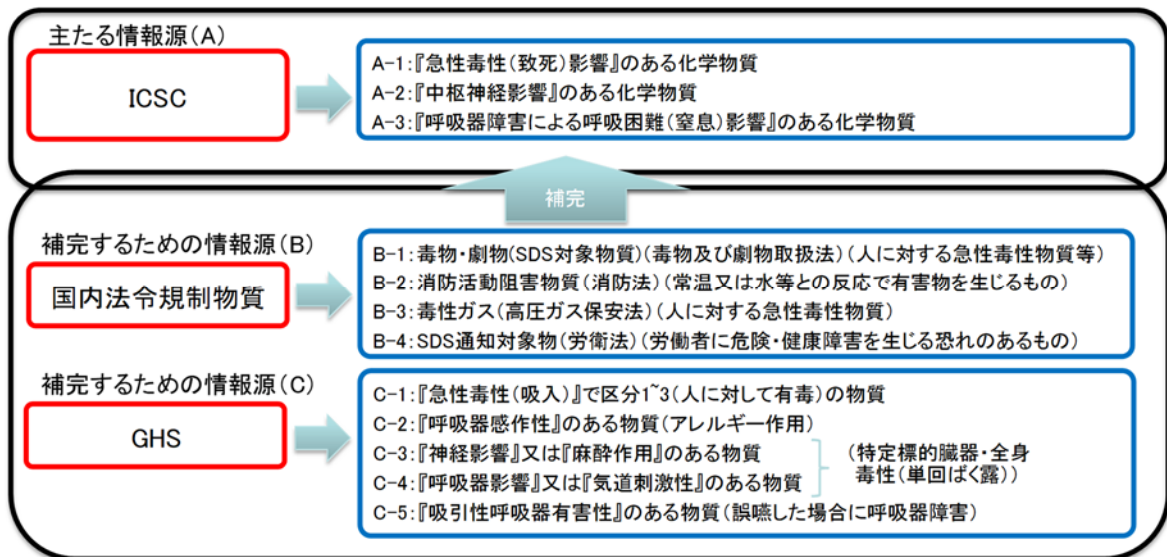 主たる情報源(A)
ICSC
A-1:『急性毒性(致死)影響』のある化学物質
A-2:『中枢神経影響』のある化学物質
A-3:『呼吸器障害による呼吸困難(窒息)影響』のある化学物質
補完
補完するための情報源(B)
国内法令規制物質
B-1:毒物・劇物(SDS対象物質)(毒物及び劇物取扱法)(人に対する急性毒性物質等)
B-2:消防活動阻害物質(消防法)(常温又は水等との反応で有害物を生じるもの)
B-3:毒性ガス(高圧ガス保安法)(人に対する急性毒性物質)
B-4:SDS通知対象物(労衛法)(労働者に危険・健康障害を生じる恐れのあるもの)
補完するための情報源(C)
GHS
C-1:『急性毒性(吸入)』で区分1~3(人に対して有毒)の物質
C-2:『呼吸器感作性』のある物質(アレルギー作用)
C-3:『神経影響』又は『麻酔作用』のある物質
C-4:『呼吸器影響』又は『気道刺激性』のある物質
(特定標的臓器・全身
毒性(単回ばく露))
C-5:『吸引性呼吸器有害性』のある物質(誤嚥した場合に呼吸器障害)